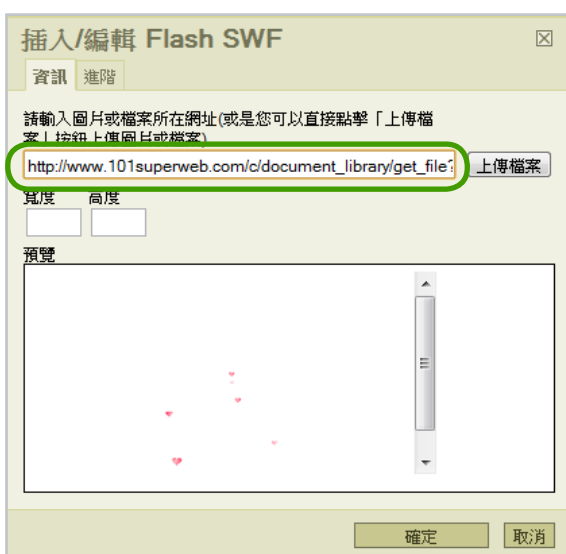 插入/編輯 Flash SWF
資訊 進階
請輸入圖片或檔案所在網址(或是您可以直接點擊「上傳檔
案」按鈕上傳圖片或檔案)
http://www.101superweb.com/c/document_library/get_file? 上傳檔案
寬度 高度
預覽
確定 取消